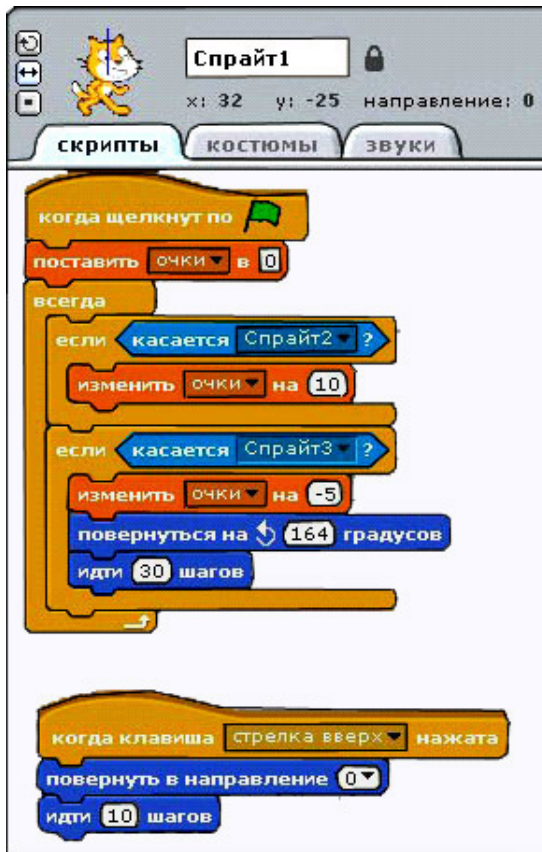 Спрайт1
x: 32 y: -25 направление: 0
скрипты костюмы звуки
когда щелкнут по
поставить очки в 0
всегда
если касается Спрайт2 ?
изменить очки на 10
если касается Спрайт3 ?
изменить очки на -5
повернуться на 164 градусов
идти 30 шагов
когда клавиша стрелка вверх нажата
повернуть в направление 0
идти 10 шагов